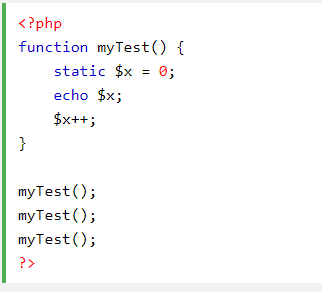 <?php
function myTest() {
    static $x = 0;
    echo $x;
    $x++;
}

myTest();
myTest();
myTest();
?>